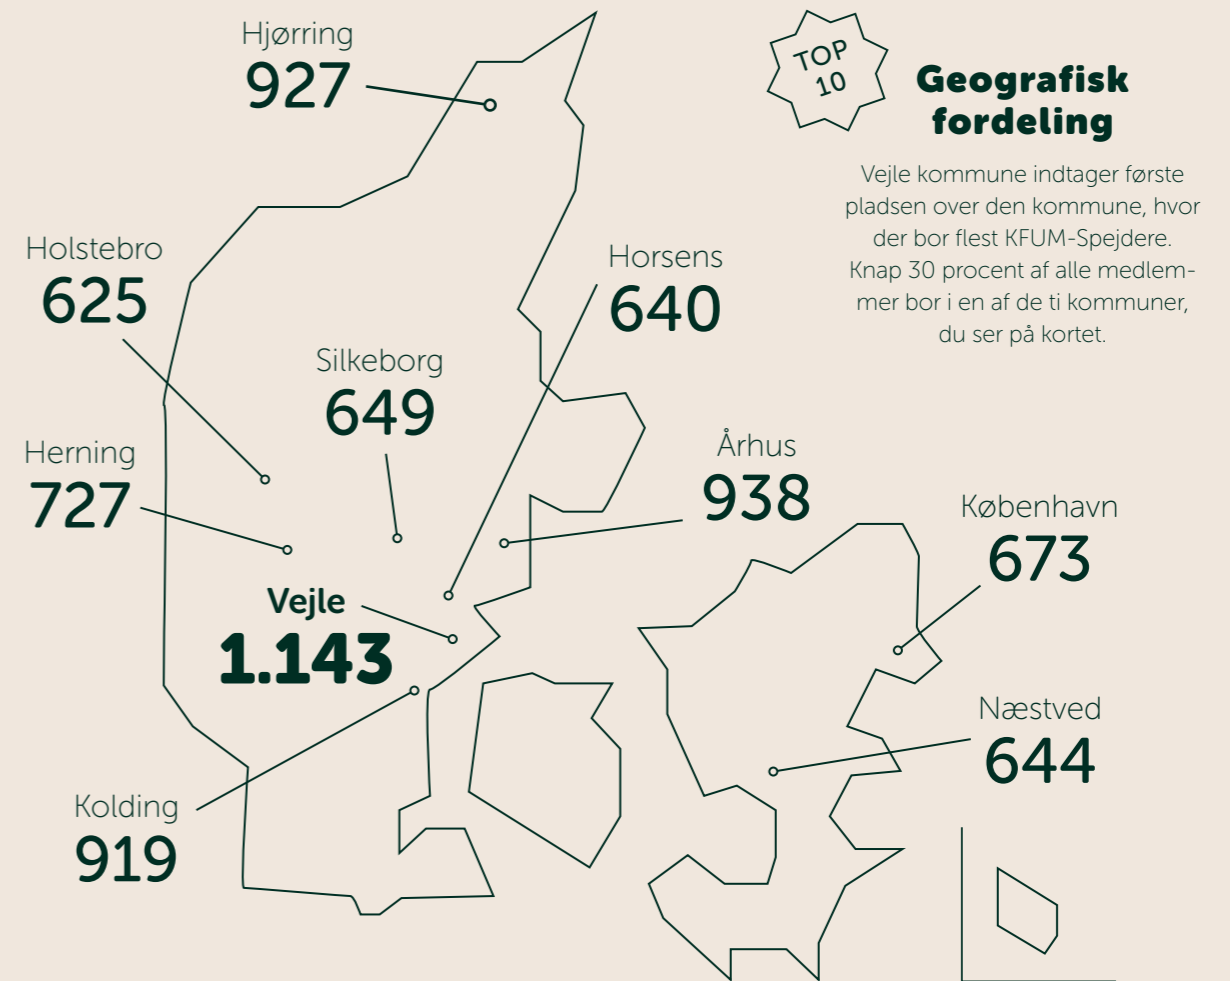 Hjørring
927
TOP
10
Geografisk
fordeling
Vejle kommune indtager første
pladsen over den kommune, hvor
der bor flest KFUM-Spejdere.
Knap 30 procent af alle medlem-
mer bor i en af de ti kommuner,
du ser på kortet.
Holstebro
625
Horsens
640
Silkeborg
649
Herning
727
Århus
938
København
673
Vejle
1.143
Næstved
644
Kolding
919